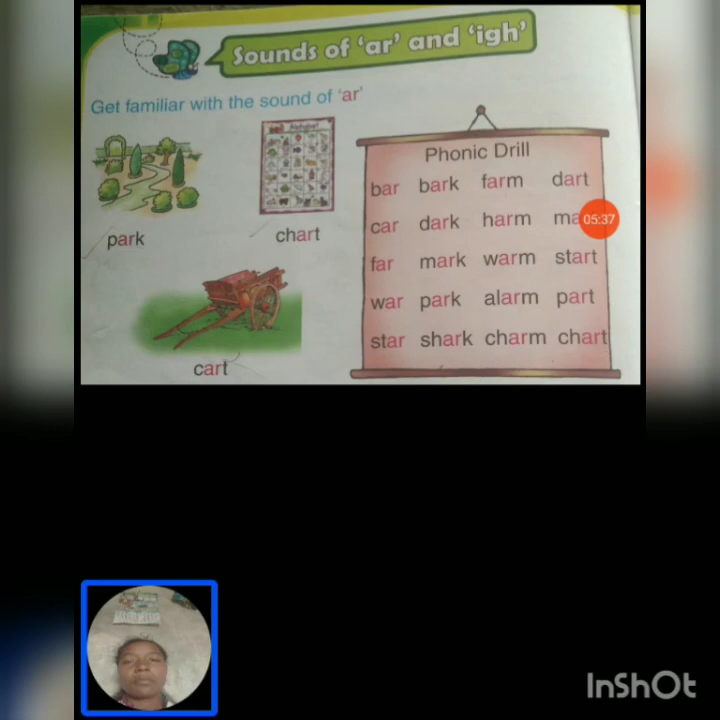 Sounds of ‘ar’ and ‘igh’
Get familiar with the sound of ‘ar’
park
chart
cart
Phonic Drill
bar bark farm dart
car dark harm
05:37
far mark warm start
war park alarm part
star shark charm chart
InShOt